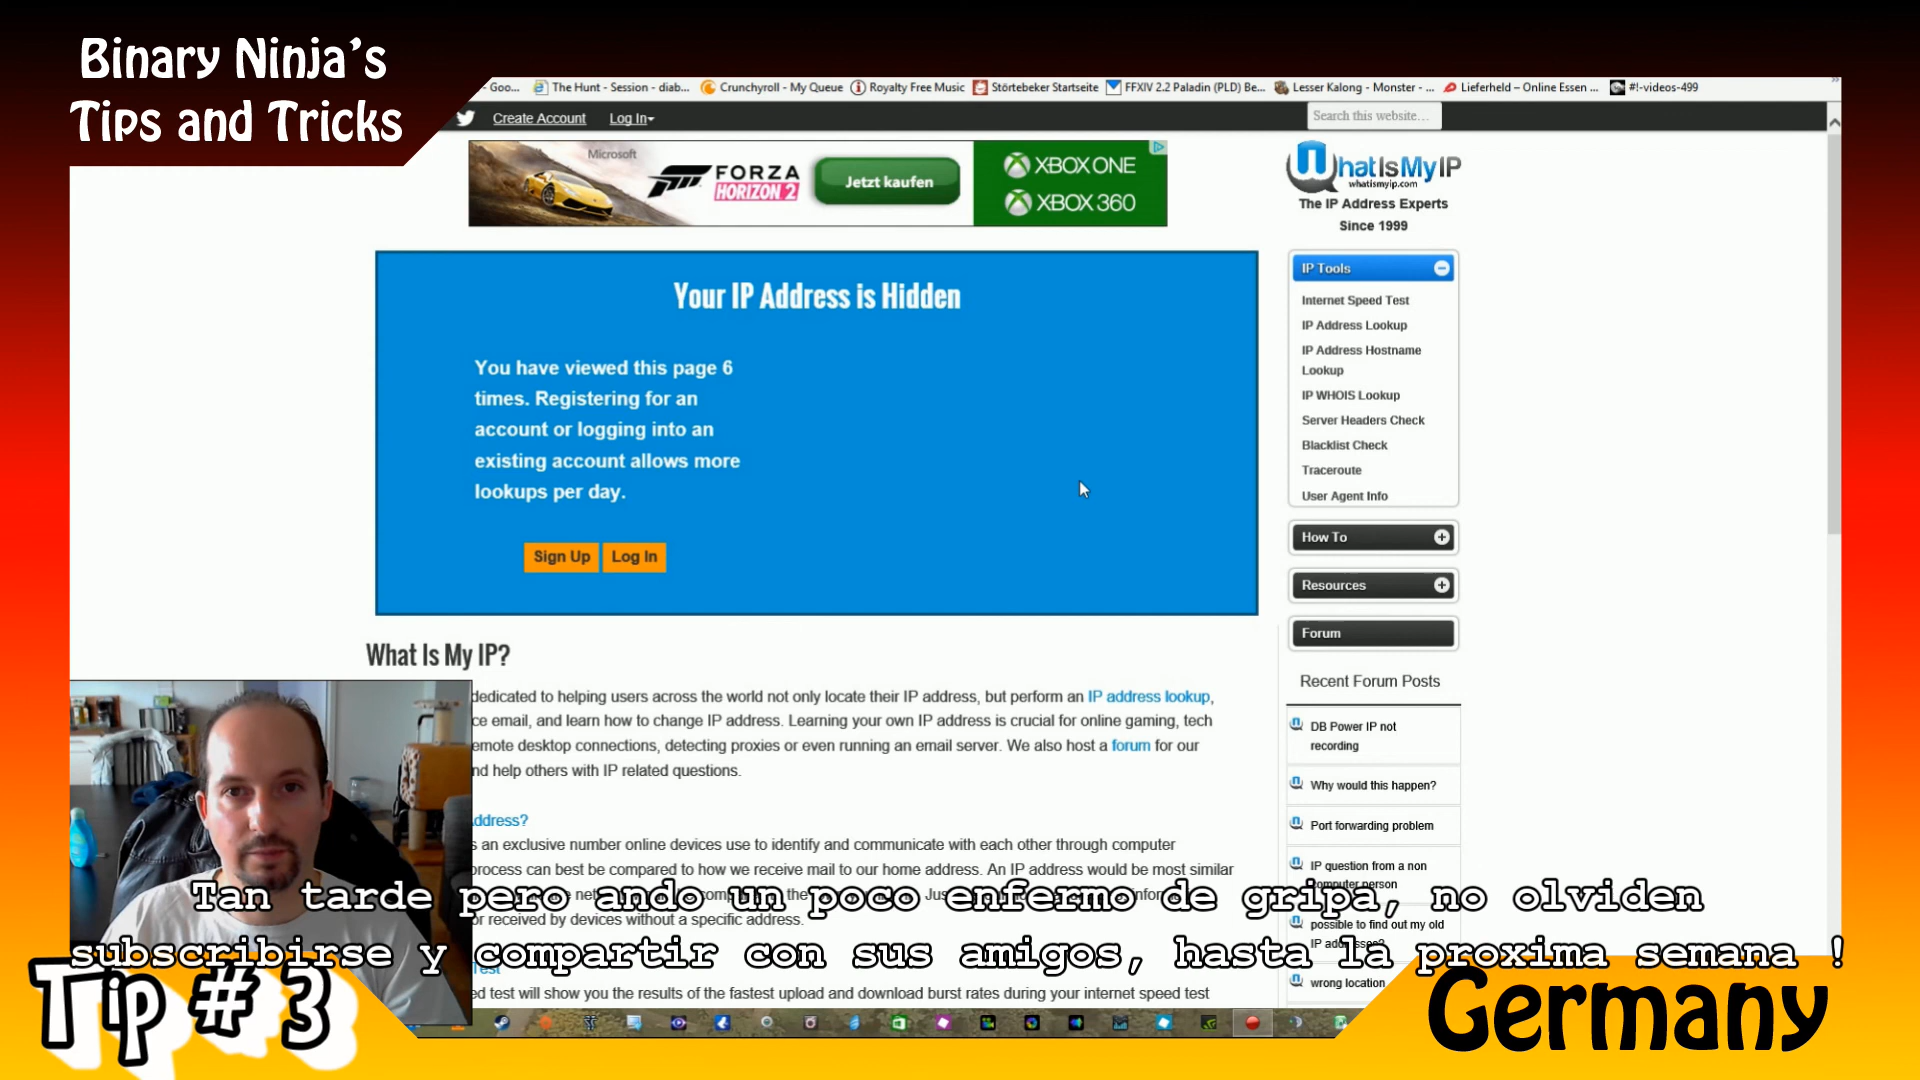 Binary Ninja's
Tips and Tricks
- Goo... The Hunt - Session - diab... Crunchyroll - My Queue Royalty Free Music Störtebeker Startseite FFXIV 2.2 Paladin (PLD) Be... Lesser Kalong - Monster - ... Lieferheld – Online Essen ... #!-videos-499
Create Account Log In
Search this website...
Microsoft
FORZA
HORIZON 2
Jetzt kaufen
XBOX ONE
XBOX 360
WhatIsMyIP
whatismyip.com
The IP Address Experts
Since 1999
Your IP Address is Hidden
You have viewed this page 6
times. Registering for an
account or logging into an
existing account allows more
lookups per day.
Sign Up Log In
IP Tools
Internet Speed Test
IP Address Lookup
IP Address Hostname
Lookup
IP WHOIS Lookup
Server Headers Check
Blacklist Check
Traceroute
User Agent Info
How To
Resources
Forum
Recent Forum Posts
DB Power IP not
recording
Why would this happen?
Port forwarding problem
IP question from a non
computer person
possible to find out my old
wrong location
What Is My IP?
dedicated to helping users across the world not only locate their IP address, but perform an IP address lookup,
ce email, and learn how to change IP address. Learning your own IP address is crucial for online gaming, tech
emote desktop connections, detecting proxies or even running an email server. We also host a forum for our
nd help others with IP related questions.
ddress?
s an exclusive number online devices use to identify and communicate with each other through computer
process can best be compared to how we receive mail to our home address. An IP address would be most similar
or received by devices without a specific address.
Test
ed test will show you the results of the fastest upload and download burst rates during your internet speed test
Tan tarde pero ando un poco enfermo de gripa, no olviden
subscribirse y compartir con sus amigos, hasta la proxima semana !
Tip # 3
Germany